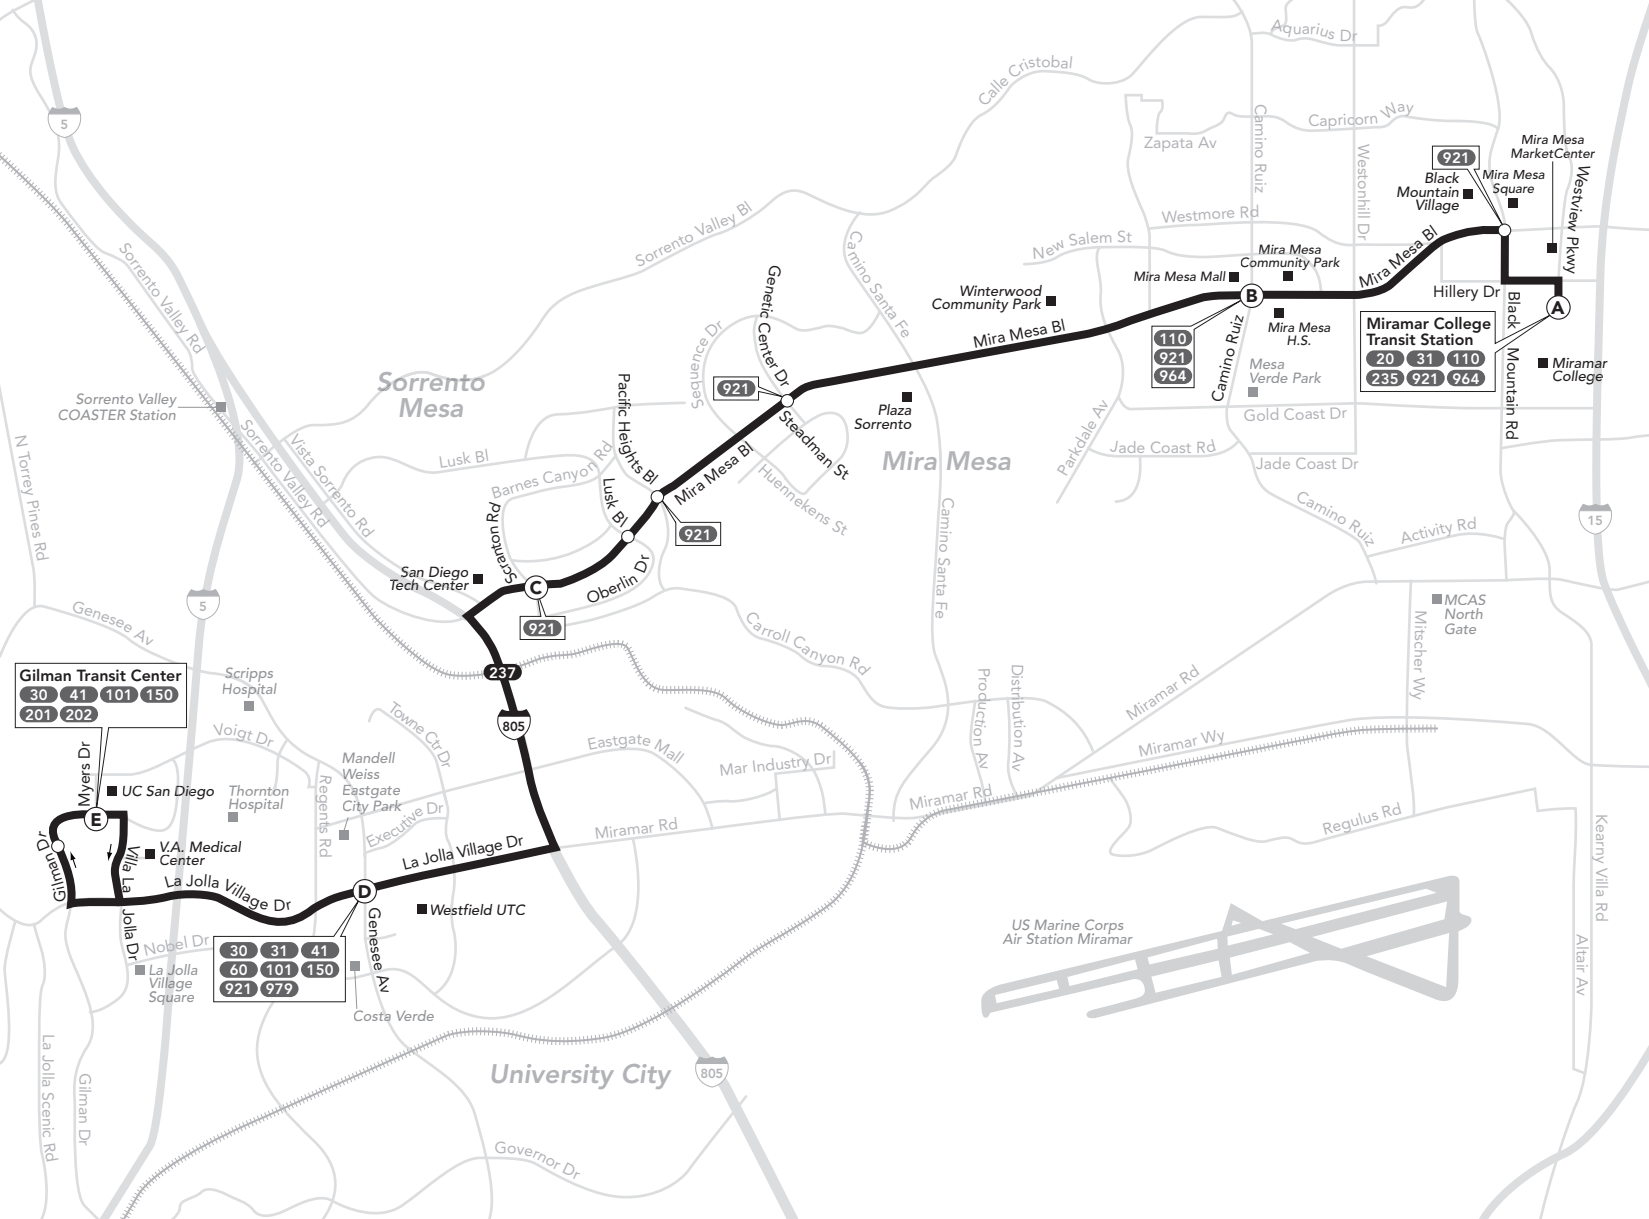 Aquarius Dr
Calle Cristobal
5
Camino Ruiz
Capricorn Way
Zapata Av
Westonhill Dr
921
Mira Mesa
MarketCenter
Black
Mountain
Village
Mira Mesa
Square
Westview Pkwy
Westmore Rd
New Salem St
Sorrento Valley Bl
Camino Santa Fe
Sorrento Valley Rd
Mira Mesa
Community Park
Mira Mesa Mall
Mira Mesa Bl
Winterwood
Community Park
B
Hillery Dr
A
Black Mountain Rd
Mira Mesa
H.S.
Miramar College
Transit Station
20 31 110
235 921 964
110
921
964
Camino Ruiz
Mira Mesa Bl
Genetic Center Dr
Sequence Dr
Miramar
College
Mesa
Verde Park
Gold Coast Dr
Sorrento
Mesa
Pacific Heights Bl
921
Plaza
Sorrento
Steadman St
Sorrento Valley
COASTER Station
Parkdale Av
Jade Coast Rd
Jade Coast Dr
Mira Mesa
N Torrey Pines Rd
Sorrento Valley Rd
Vista Sorrento Rd
Lusk Bl
Barnes Canyon Rd
Mira Mesa Bl
Huennekens St
Lusk Bl
Scranton Rd
921
Camino Santa Fe
Camino Ruiz
Activity Rd
15
San Diego
Tech Center
C
Oberlin Dr
921
5
Genesee Av
Carroll Canyon Rd
MCAS
North
Gate
Mitscher Wy
Gilman Transit Center
30 41 101 150
201 202
Scripps
Hospital
237
805
Production Av
Distribution Av
Miramar Rd
Miramar Wy
Towne Ctr Dr
Voigt Dr
Eastgate Mall
Mar Industry Dr
Myers Dr
UC San Diego
Thornton
Hospital
Regents Rd
Mandell
Weiss
Eastgate
City Park
Executive Dr
Miramar Rd
Miramar Rd
Regulus Rd
Kearny Villa Rd
E
Gilman Dr
V.A. Medical
Center
Villa La Jolla Dr
La Jolla Village Dr
La Jolla Village Dr
D
Westfield UTC
Genesee Av
US Marine Corps
Air Station Miramar
Altair Av
Nobel Dr
La Jolla
Village
Square
30 31 41
60 101 150
921 979
Costa Verde
La Jolla Scenic Rd
Gilman Dr
University City
805
Governor Dr